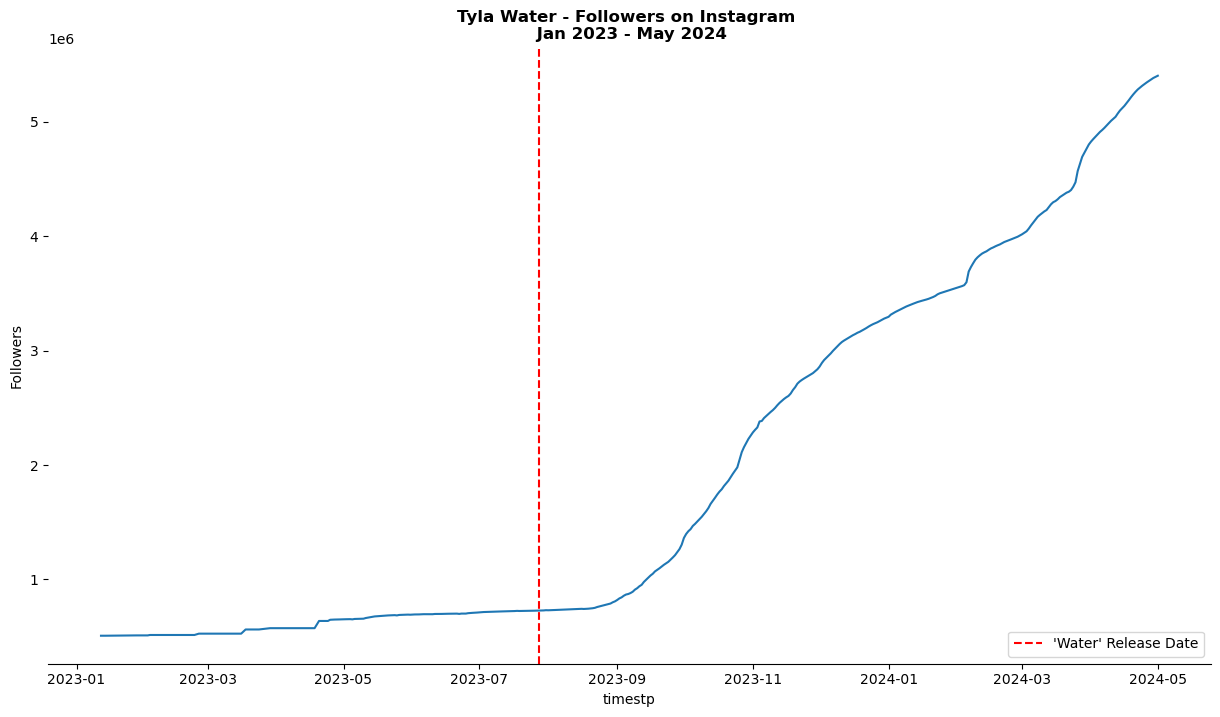 Tyla Water - Followers on Instagram
Jan 2023 - May 2024
1e6
5
4
3
2
1
Followers
2023-01 2023-03 2023-05 2023-07 2023-09 2023-11 2024-01 2024-03 2024-05
timestp
'Water' Release Date